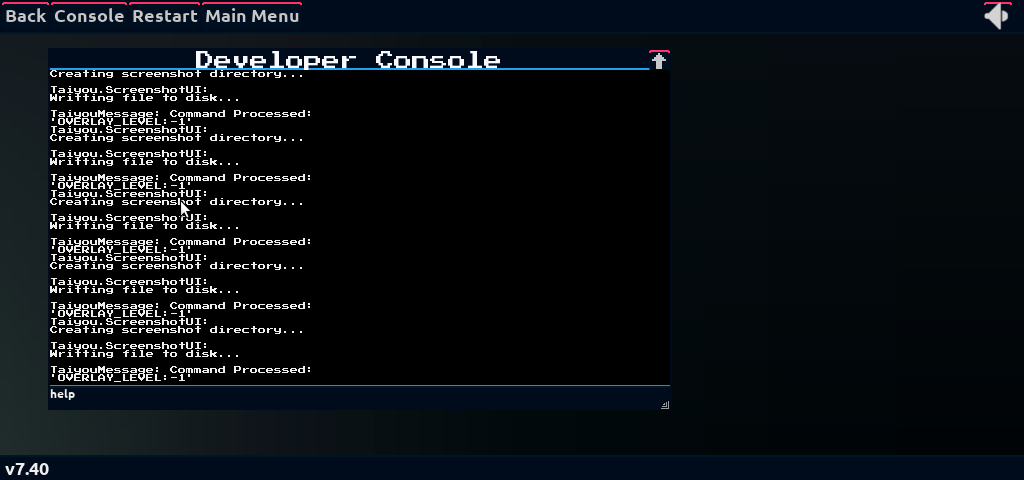 Back Console Restart Main Menu
Developer Console
Creating screenshot directory...
Taiyou.ScreenshotUI:
Writting file to disk...
TaiyouMessage: Command Processed:
'OVERLAY_LEVEL:-1'
Taiyou.ScreenshotUI:
Creating screenshot directory...
Taiyou.ScreenshotUI:
Writting file to disk...
TaiyouMessage: Command Processed:
'OVERLAY_LEVEL:-1'
Taiyou.ScreenshotUI:
Creating screenshot directory...
Taiyou.ScreenshotUI:
Writting file to disk...
TaiyouMessage: Command Processed:
'OVERLAY_LEVEL:-1'
Taiyou.ScreenshotUI:
Creating screenshot directory...
Taiyou.ScreenshotUI:
Writting file to disk...
TaiyouMessage: Command Processed:
'OVERLAY_LEVEL:-1'
Taiyou.ScreenshotUI:
Creating screenshot directory...
Taiyou.ScreenshotUI:
Writting file to disk...
TaiyouMessage: Command Processed:
'OVERLAY_LEVEL:-1'
help
v7.40